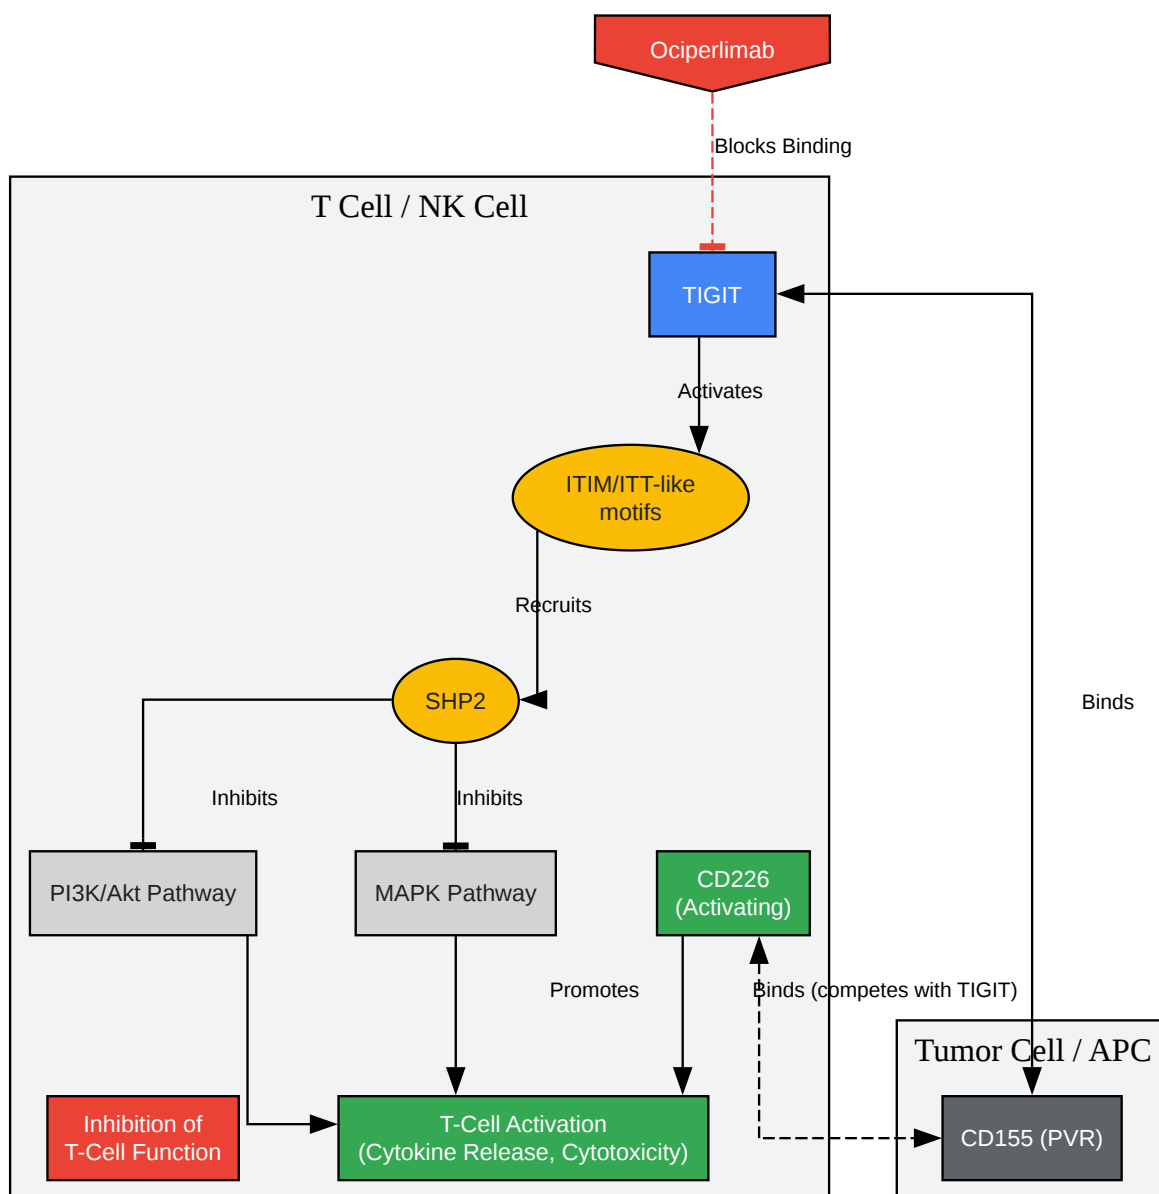 Ociperlimab
Blocks Binding
T Cell / NK Cell
TIGIT
Activates
ITIM/ITT-like
motifs
Recruits
SHP2
Binds
Inhibits
Inhibits
PI3K/Akt Pathway
MAPK Pathway
CD226
(Activating)
Promotes
Binds (competes with TIGIT)
Tumor Cell / APC
Inhibition of
T-Cell Function
T-Cell Activation
(Cytokine Release, Cytotoxicity)
CD155 (PVR)